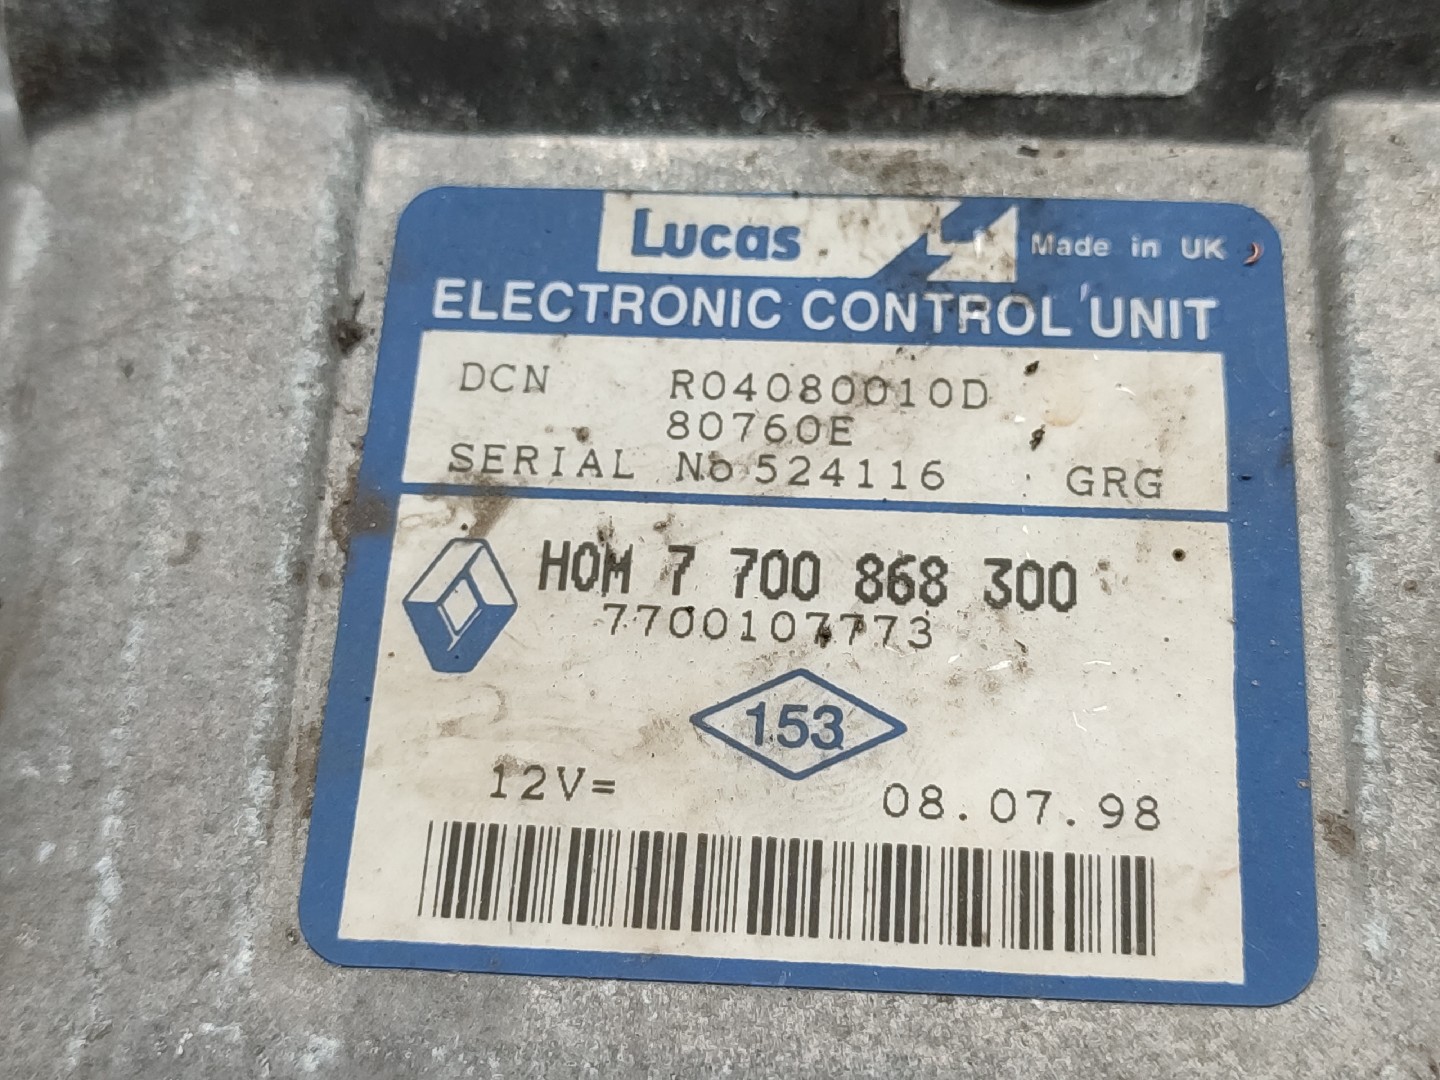 Lucas Made in UK
ELECTRONIC CONTROL UNIT
DCN R04080010D
80760E
SERIAL No 524116 GRG
HOM 7 700 868 300
7700107773
153
12V= 08.07.98